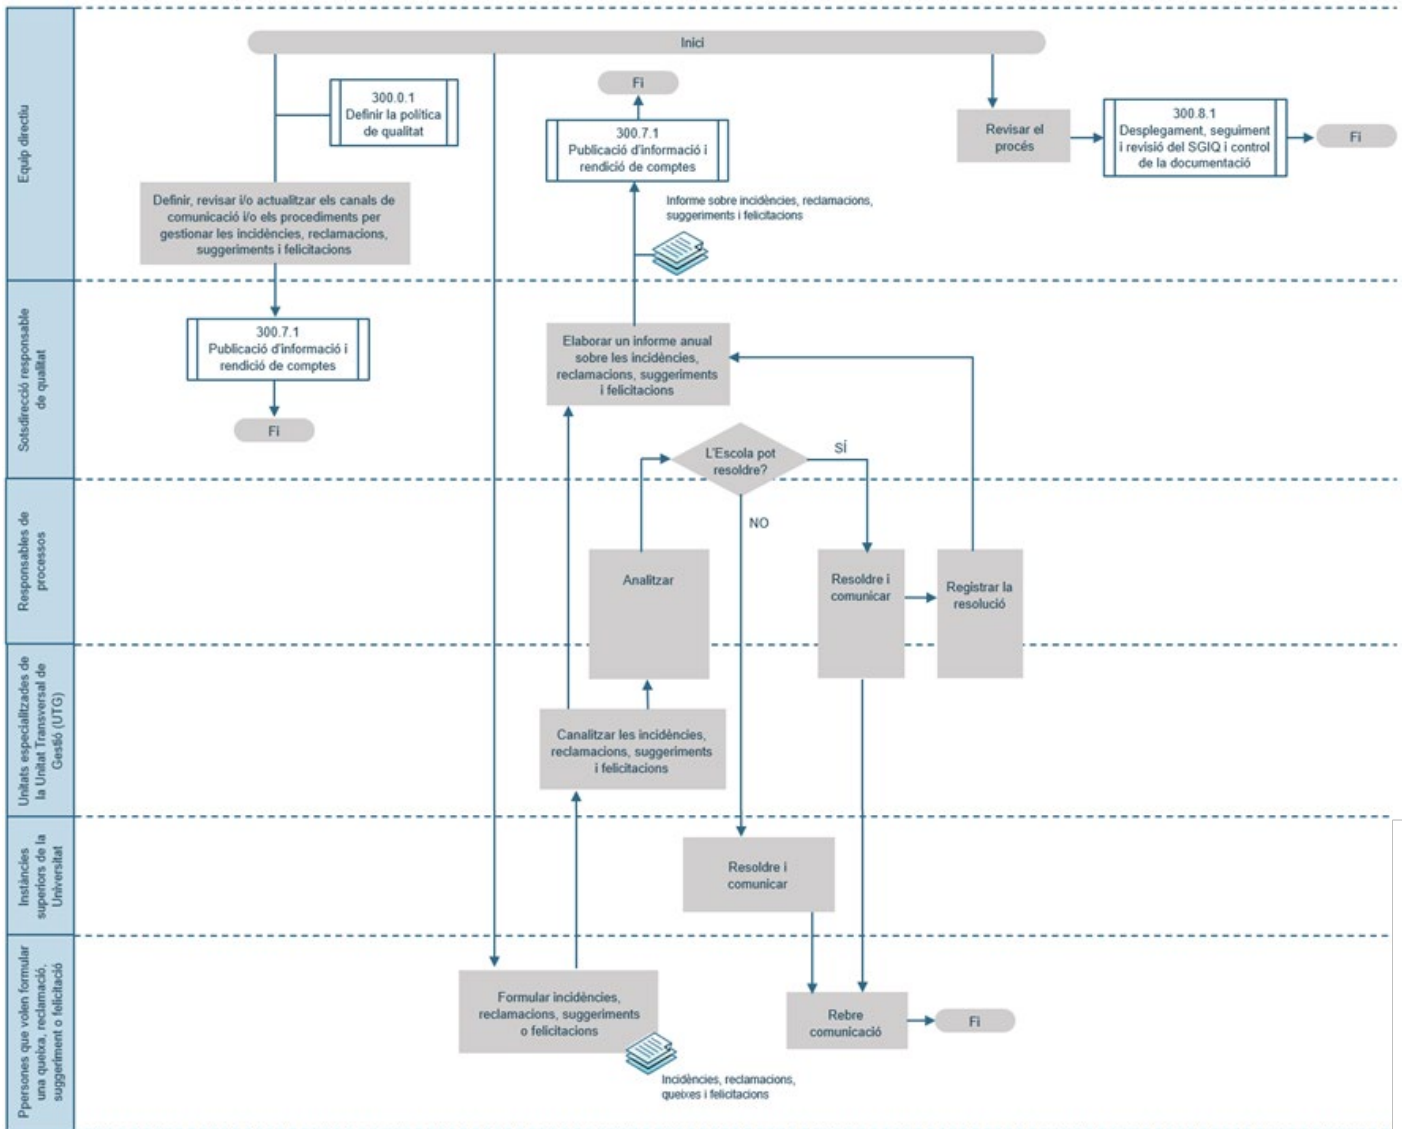 Equip directiu
Inici
300.0.1
Definir la política
de qualitat
Definir, revisar i/o actualitzar els canals de
comunicació i/o els procediments per
gestionar les incidències, reclamacions,
suggeriments i felicitacions
Fi
300.7.1
Publicació d'informació i
rendició de comptes
Informe sobre incidències, reclamacions,
suggeriments i felicitacions
Revisar el
procés
300.8.1
Desplegament, seguiment
i revisió del SGIQ i control
de la documentació
Fi
Sotsdirecció responsable
de qualitat
300.7.1
Publicació d'informació i
rendició de comptes
Fi
Elaborar un informe anual
sobre les incidències,
reclamacions, suggeriments
i felicitacions
L'Escola pot
resoldre?
SÍ
NO
Responsables de
processos
Analitzar
Resoldre i
comunicar
Registrar la
resolució
Unitats especialitzades de
la Unitat Transversal de
Gestió (UTG)
Canalitzar les incidències,
reclamacions, suggeriments
i felicitacions
Instàncies
superiors de la
Universitat
Resoldre i
comunicar
Ppersones que volen formular
una queixa, reclamació,
suggeriment o felicitació
Formular incidències,
reclamacions, suggeriments
o felicitacions
Incidències, reclamacions,
queixes i felicitacions
Rebre
comunicació
Fi